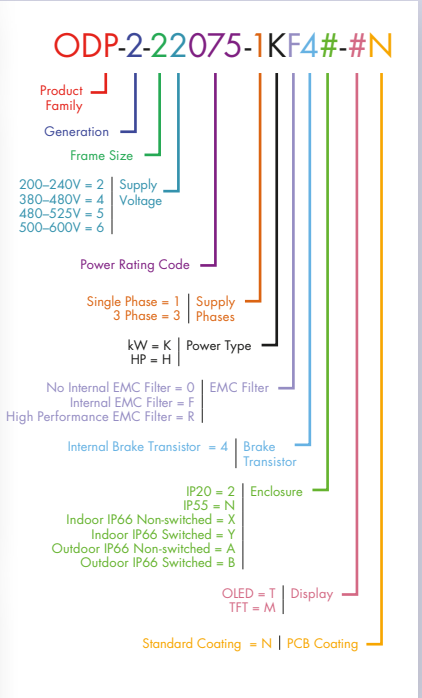 ODP-2-22075-1KF4#-#N
Product
Family
Generation
Frame Size
200–240V = 2
380–480V = 4
480–525V = 5
500–600V = 6
Supply
Voltage
Power Rating Code
Single Phase = 1
3 Phase = 3
Supply
Phases
kW = K
HP = H
Power Type
No Internal EMC Filter = 0
Internal EMC Filter = F
High Performance EMC Filter = R
EMC Filter
Internal Brake Transistor = 4
Brake
Transistor
IP20 = 2
IP55 = N
Indoor IP66 Non-switched = X
Indoor IP66 Switched = Y
Outdoor IP66 Non-switched = A
Outdoor IP66 Switched = B
Enclosure
OLED = T
TFT = M
Display
Standard Coating = N
PCB Coating